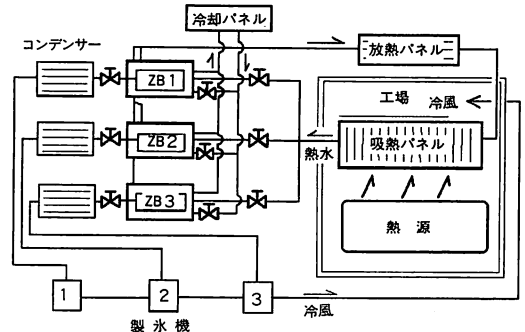 冷却パネル
コンデンサー
放熱パネル
ZB1
工場
冷風
ZB2
熱水
吸熱パネル
ZB3
熱源
1
2
3
冷風
製氷機